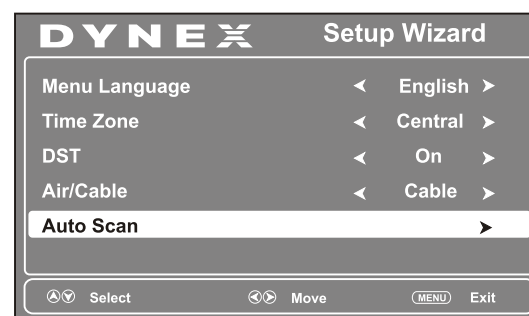 DYNEX Setup Wizard
Menu Language English
Time Zone Central
DST On
Air/Cable Cable
Auto Scan
Select Move MENU Exit